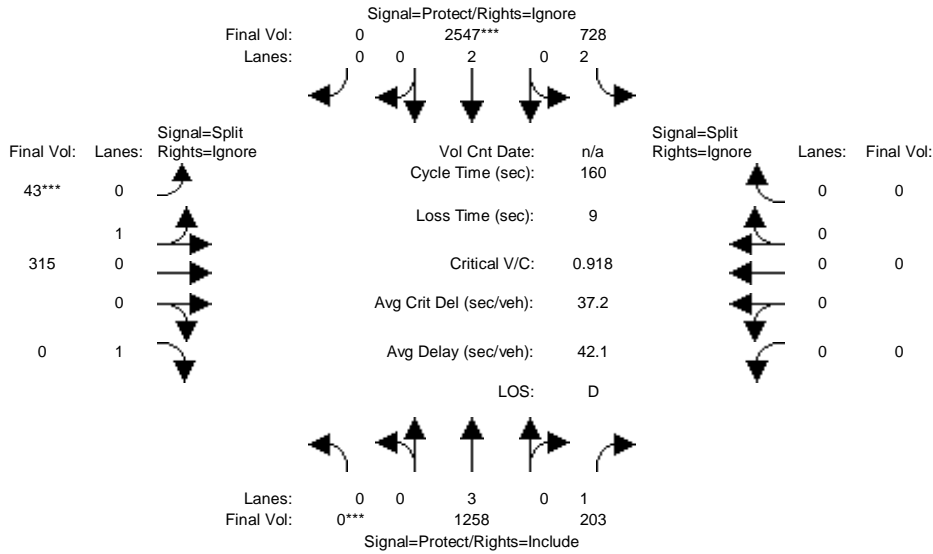 Signal=Protect/Rights=Ignore
Final Vol: 0 2547*** 728
Lanes: 0 0 2 0 2
Signal=Split Signal=Split
Final Vol: Lanes: Rights=Ignore Vol Cnt Date: n/a Rights=Ignore Lanes: Final Vol:
Cycle Time (sec): 160
43*** 0 0 0
Loss Time (sec): 9
1 0
315 0 Critical V/C: 0.918 0 0
0 Avg Crit Del (sec/veh): 37.2 0
0 1 Avg Delay (sec/veh): 42.1 0 0
LOS: D
Lanes: 0 0 3 0 1
Final Vol: 0*** 1258 203
Signal=Protect/Rights=Include